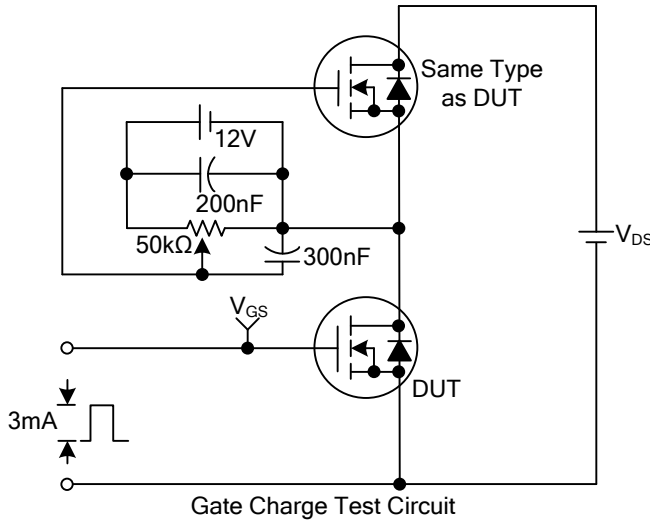 Same Type
as DUT
12V
200nF
50kΩ
300nF
V_DS
V_GS
DUT
3mA
Gate Charge Test Circuit